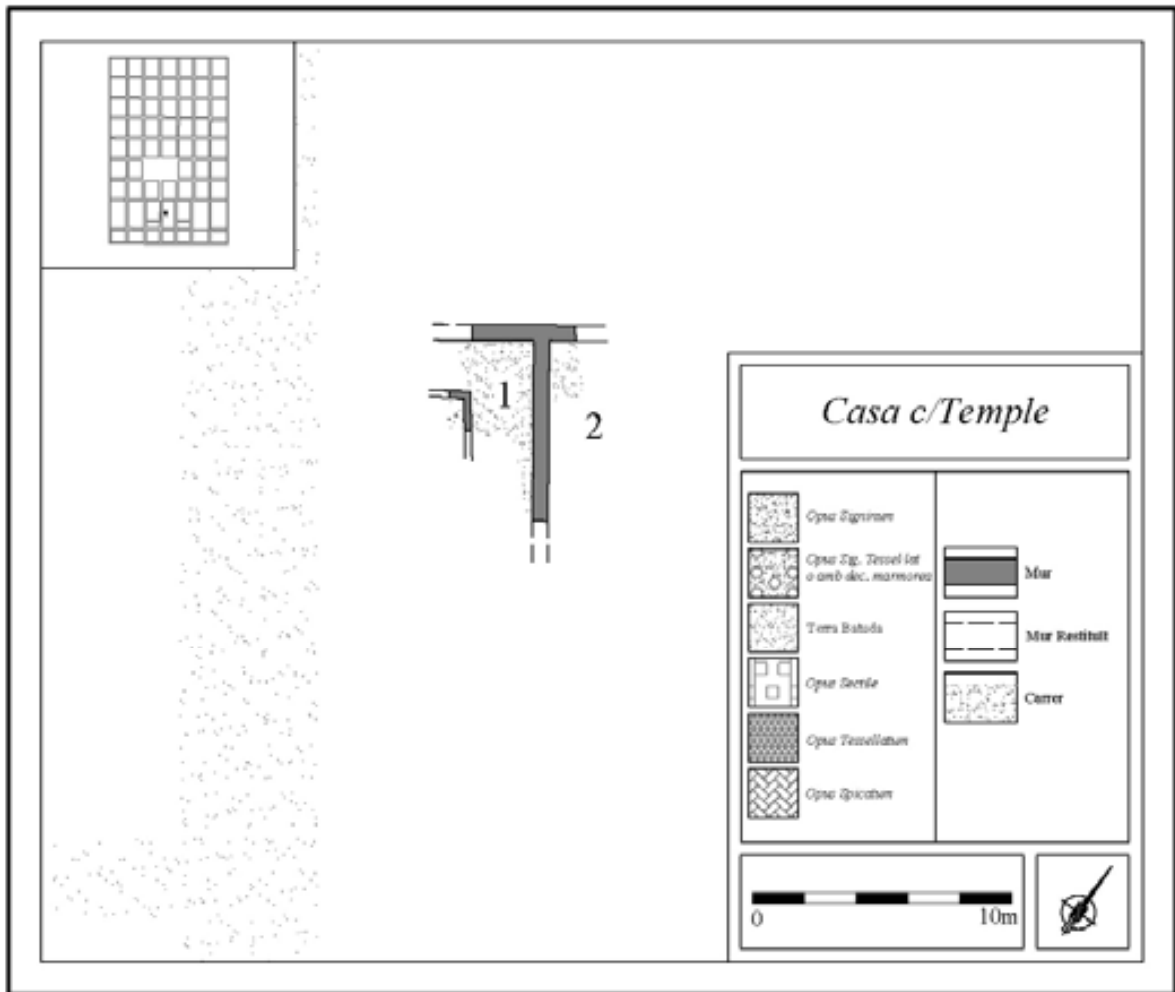 1
2
Casa c/Temple
Opus Signinum
Opus Sig. Tessel·lat
o amb dec. marmorea
Terra Batuda
Opus Sectile
Opus Tessellatum
Opus Spicatum
Mur
Mur Restituït
Carrer
0
10m